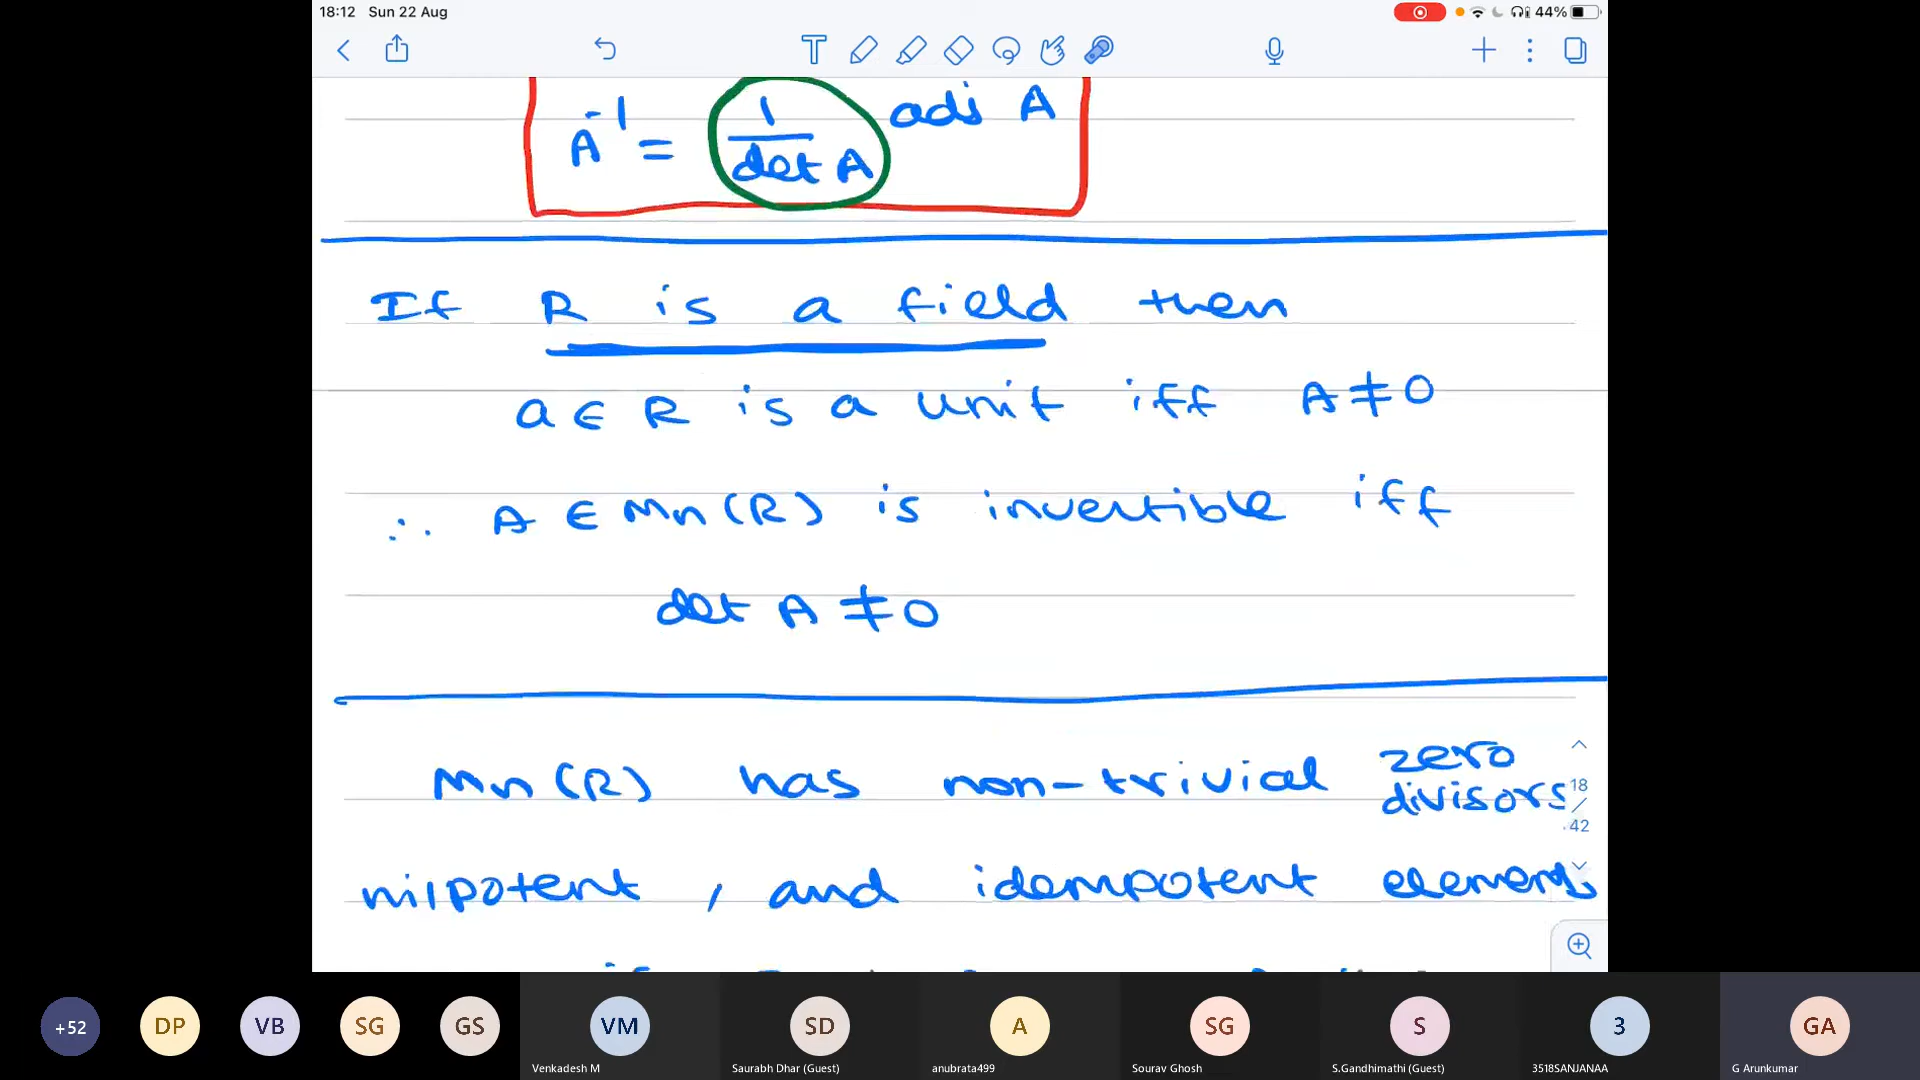 18:12 Sun 22 Aug
44%
A⁻¹ = 1/det A adj A
If R is a field then
a ∈ R is a unit iff A ≠ 0
∴ A ∈ Mn(R) is invertible iff
det A ≠ 0
Mn(R) has non-trivial zero divisors
nilpotent, and idempotent elements
18/42
+52 DP VB SG GS VM SD A SG S 3 GA
Venkadesh M Saurabh Dhar (Guest) anubrata499 Sourav Ghosh S.Gandhimathi (Guest) 3518SANJANAA G Arunkumar